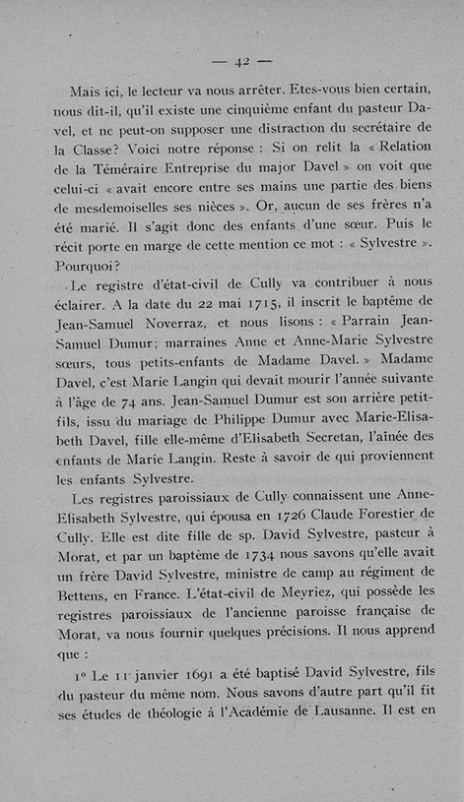 — 42 —
Mais ici, le lecteur va nous arrêter. Etes-vous bien certain,
nous dit-il, qu'il existe une cinquième enfant du pasteur Da-
vel, et ne peut-on supposer une distraction du secrétaire de
la Classe? Voici notre réponse : Si on relit la « Relation
de la Téméraire Entreprise du major Davel » on voit que
celui-ci « avait encore entre ses mains une partie des biens
de mesdemoiselles ses nièces ». Or, aucun de ses frères n'a
été marié. Il s'agit donc des enfants d'une sœur. Puis le
récit porte en marge de cette mention ce mot : « Sylvestre ».
Pourquoi?
Le registre d'état-civil de Cully va contribuer à nous
éclairer. A la date du 22 mai 1715, il inscrit le baptême de
Jean-Samuel Noverraz, et nous lisons : « Parrain Jean-
Samuel Dumur; marraines Anne et Anne-Marie Sylvestre
sœurs, tous petits-enfants de Madame Davel. » Madame
Davel, c'est Marie Langin qui devait mourir l'année suivante
à l'âge de 74 ans. Jean-Samuel Dumur est son arrière petit-
fils, issu du mariage de Philippe Dumur avec Marie-Elisa-
beth Davel, fille elle-même d'Elisabeth Secretan, l'aînée des
enfants de Marie Langin. Reste à savoir de qui proviennent
les enfants Sylvestre.
Les registres paroissiaux de Cully connaissent une Anne-
Elisabeth Sylvestre, qui épousa en 1726 Claude Forestier de
Cully. Elle est dite fille de sp. David Sylvestre, pasteur à
Morat, et par un baptême de 1734 nous savons qu'elle avait
un frère David Sylvestre, ministre de camp au régiment de
Bettens, en France. L'état-civil de Meyriez, qui possède les
registres paroissiaux de l'ancienne paroisse française de
Morat, va nous fournir quelques précisions. Il nous apprend
que :
1° Le 11 janvier 1691 a été baptisé David Sylvestre, fils
du pasteur du même nom. Nous savons d'autre part qu'il fit
ses études de théologie à l'Académie de Lausanne. Il est en